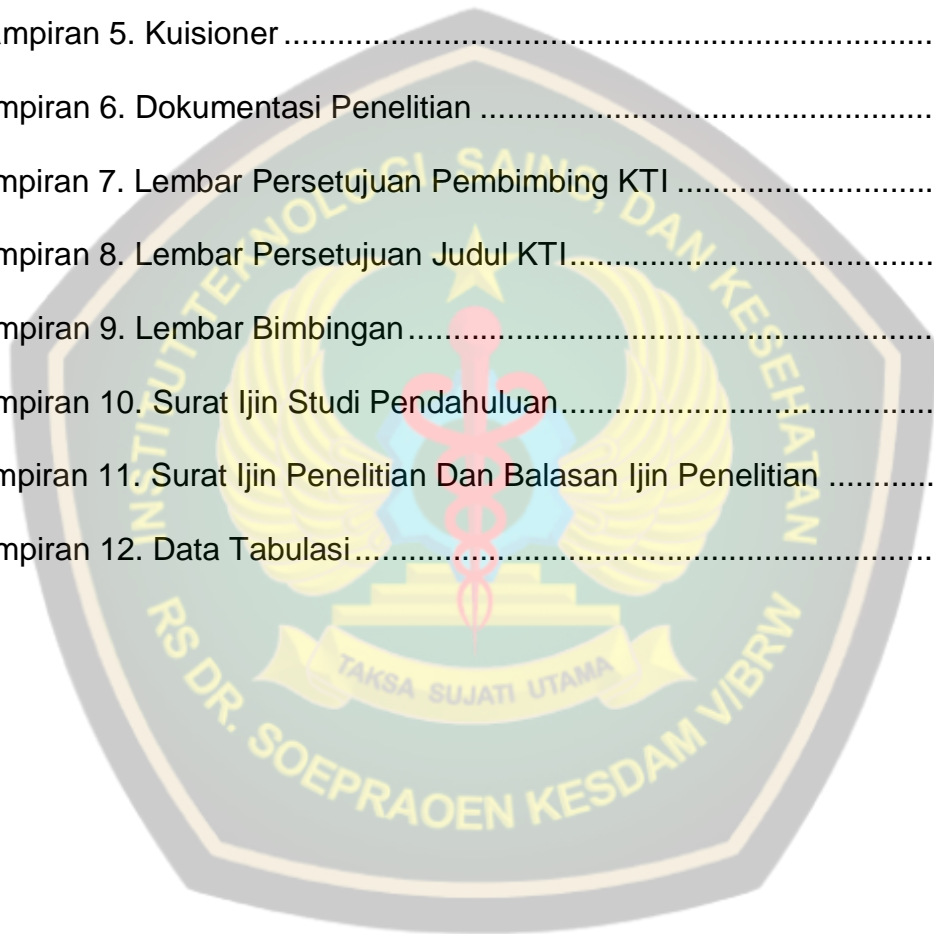 ampiran 5. Kuisioner ........................................................................
mpiran 6. Dokumentasi Penelitian ..................................................
mpiran 7. Lembar Persetujuan Pembimbing KTI ............................
mpiran 8. Lembar Persetujuan Judul KTI........................................
mpiran 9. Lembar Bimbingan..........................................................
mpiran 10. Surat Ijin Studi Pendahuluan.........................................
mpiran 11. Surat Ijin Penelitian Dan Balasan Ijin Penelitian ............
mpiran 12. Data Tabulasi................................................................
INSTITUT TEKNOLOGI, SAINS, DAN KESEHATAN
TAKSA SUJATI UTAMA
RS DR. SOEPRAOEN KESDAM V/BRW